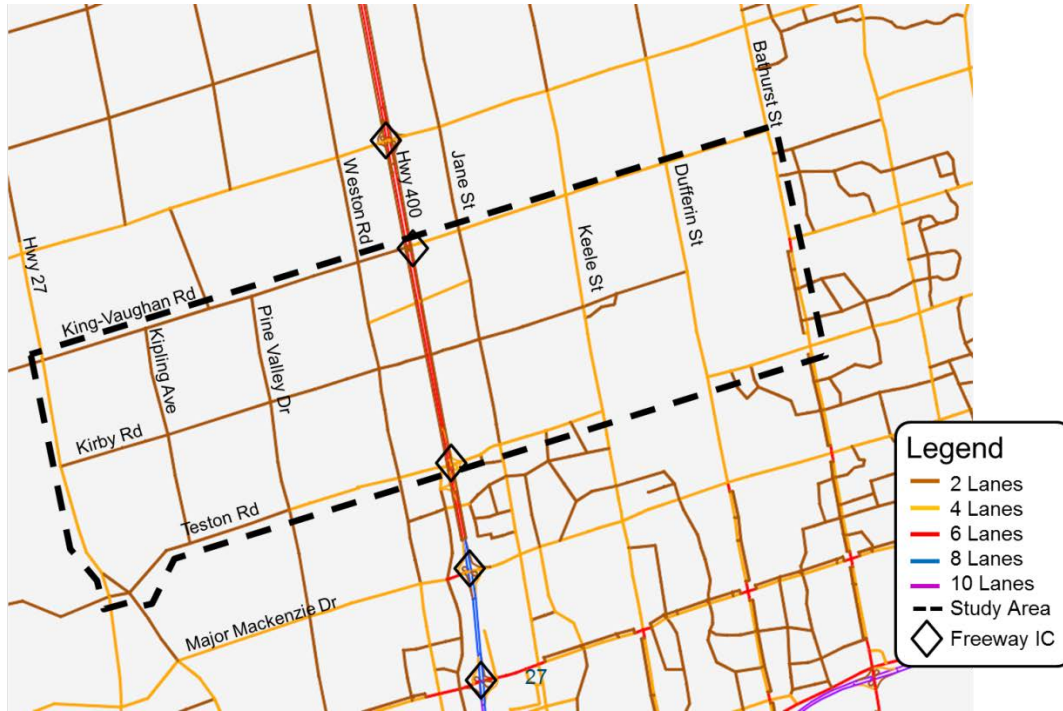 Bathurst St
Hwy 400
Jane St
Weston Rd
Dufferin St
Keele St
Hwy 27
King-Vaughan Rd
Kipling Ave
Pine Valley Dr
Kirby Rd
Teston Rd
Major Mackenzie Dr
27
Legend
2 Lanes
4 Lanes
6 Lanes
8 Lanes
10 Lanes
Study Area
Freeway IC